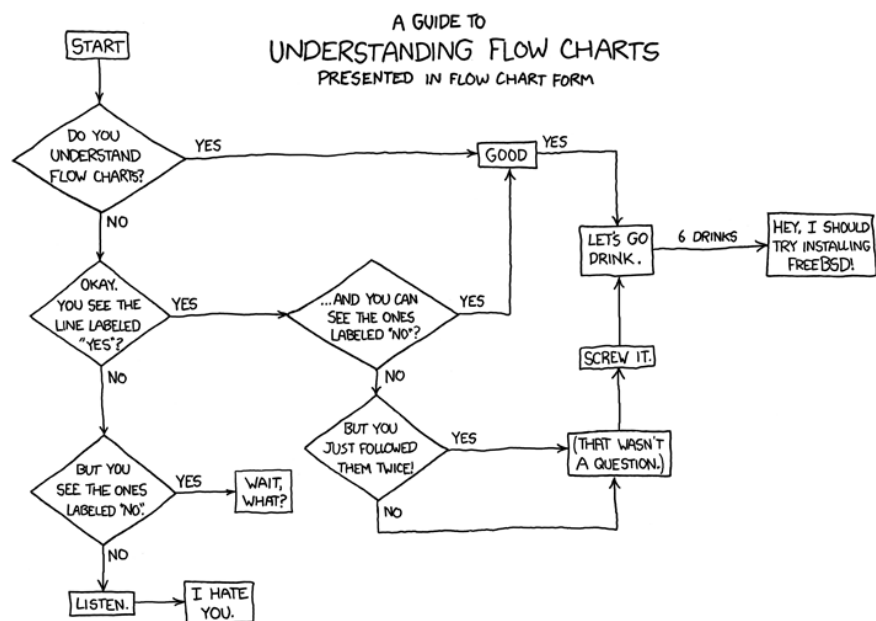 A GUIDE TO
UNDERSTANDING FLOW CHARTS
PRESENTED IN FLOW CHART FORM
START
DO YOU
UNDERSTAND
FLOW CHARTS?
YES
GOOD
YES
NO
LET'S GO
DRINK.
6 DRINKS
HEY, I SHOULD
TRY INSTALLING
FREEBSD!
OKAY.
YOU SEE THE
LINE LABELED
"YES"?
YES
...AND YOU CAN
SEE THE ONES
LABELED "NO"?
YES
NO
NO
SCREW IT.
BUT YOU
JUST FOLLOWED
THEM TWICE!
YES
(THAT WASN'T
A QUESTION.)
NO
BUT YOU
SEE THE ONES
LABELED "NO".
YES
WAIT,
WHAT?
NO
LISTEN.
I HATE
YOU.